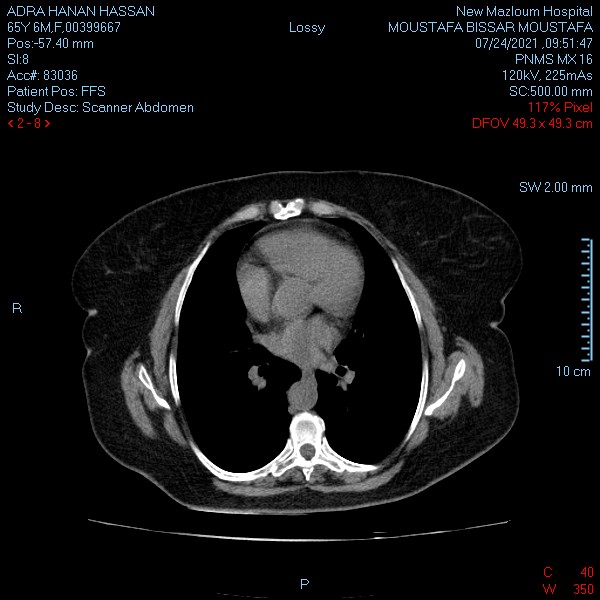 ADRA HANAN HASSAN
65Y 6M,F,00399667
Pos:-57.40 mm
SI:8
Acc#: 83036
Patient Pos: FFS
Study Desc: Scanner Abdomen
< 2 - 8 >
Lossy
New Mazloum Hospital
MOUSTAFA BISSAR MOUSTAFA
07/24/2021 ,09:51:47
PNMS MX 16
120kV, 225mAs
SC:500.00 mm
117% Pixel
DFOV 49.3 x 49.3 cm
SW 2.00 mm
R
10 cm
P
C 40
W 350